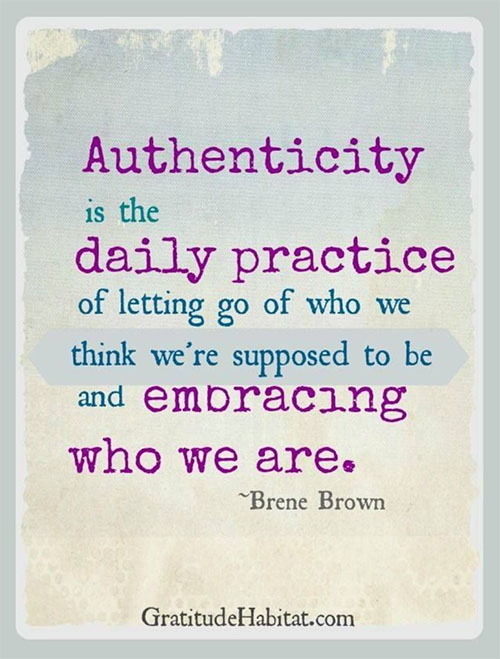 Authenticity
is the
daily practice
of letting go of who we
think we're supposed to be
and embracing
who we are.
~Brene Brown
GratitudeHabitat.com